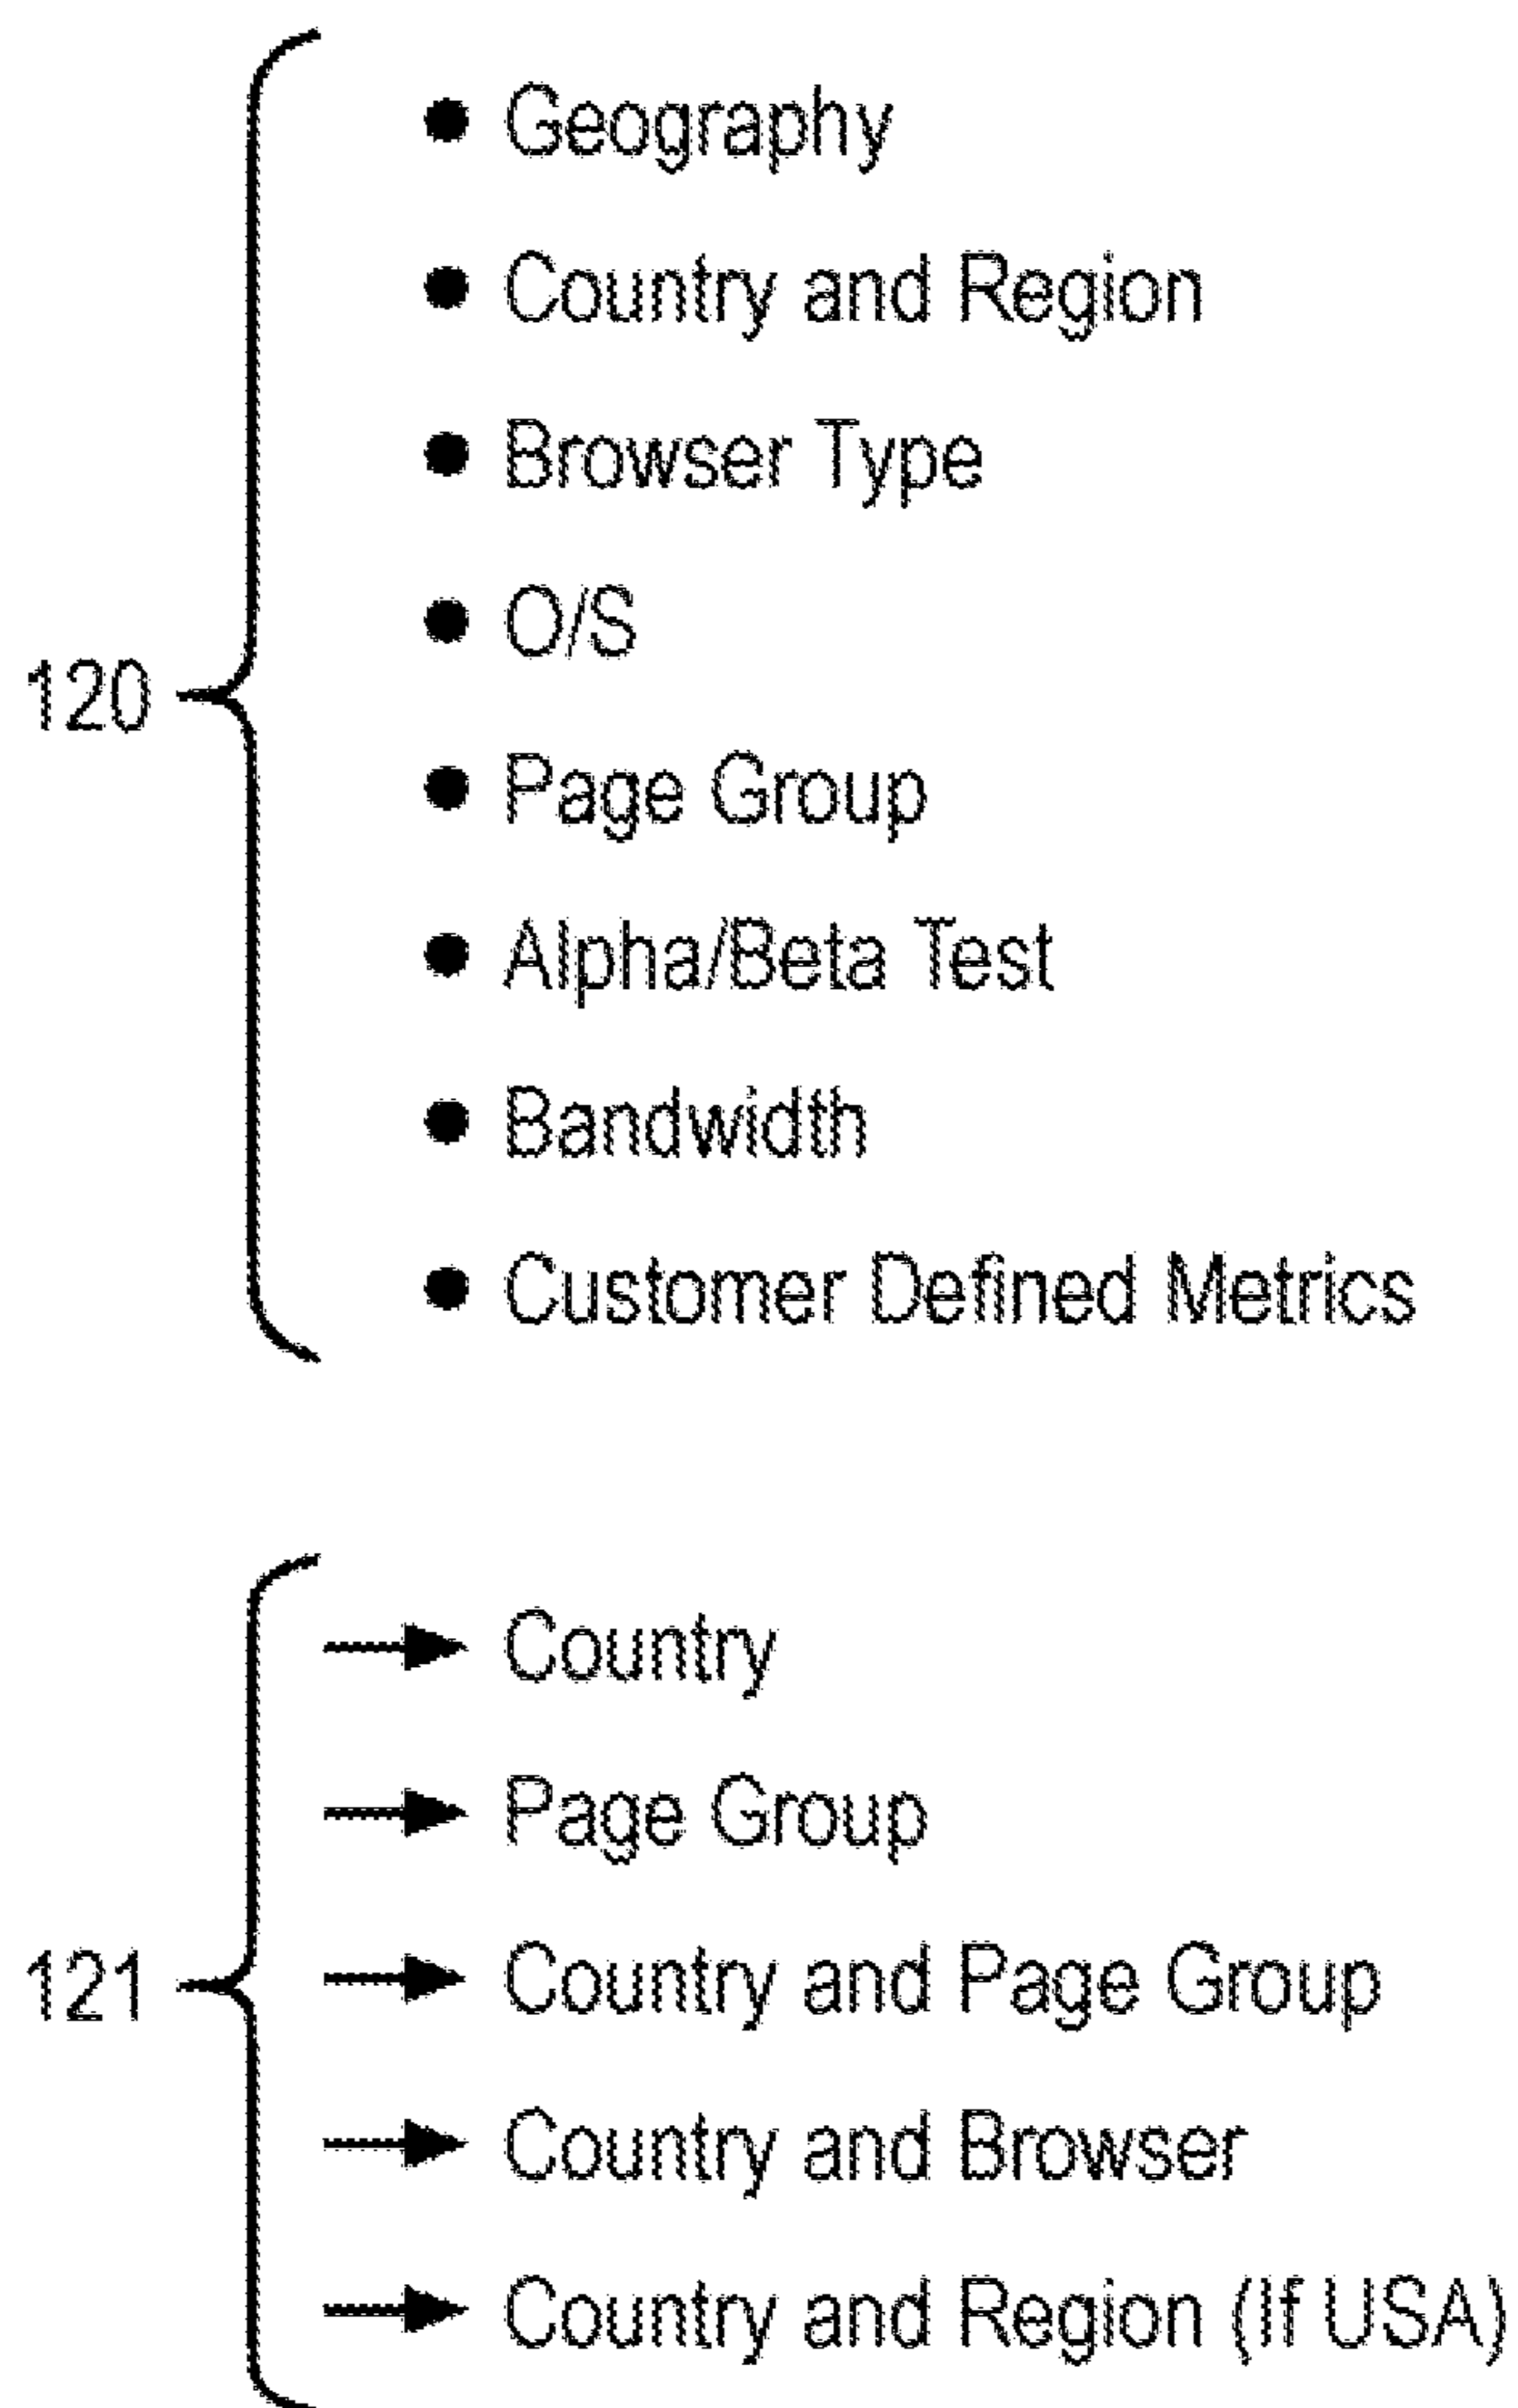 ● Geography
● Country and Region
● Browser Type
● O/S
120
● Page Group
● Alpha/Beta Test
● Bandwidth
● Customer Defined Metrics
→ Country
→ Page Group
121
→ Country and Page Group
→ Country and Browser
→ Country and Region (If USA)